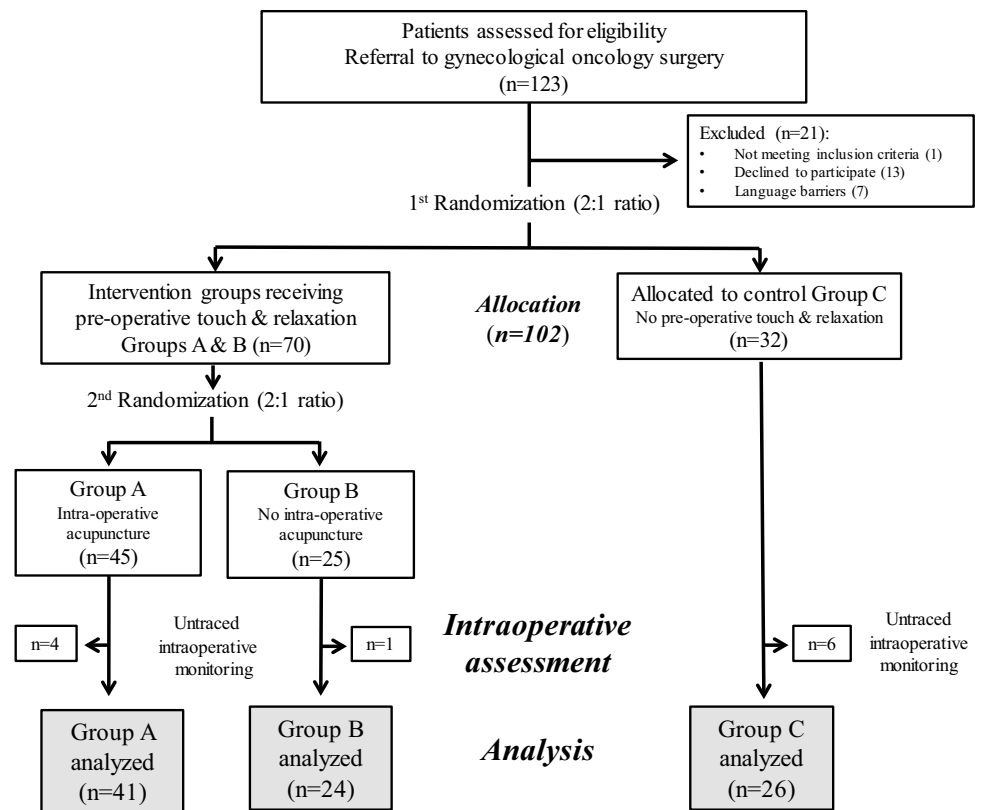 Patients assessed for eligibility
Referral to gynecological oncology surgery
(n=123)
Excluded (n=21):
• Not meeting inclusion criteria (1)
• Declined to participate (13)
• Language barriers (7)
1st Randomization (2:1 ratio)
Intervention groups receiving
pre-operative touch & relaxation
Groups A & B (n=70)
Allocation
(n=102)
Allocated to control Group C
No pre-operative touch & relaxation
(n=32)
2nd Randomization (2:1 ratio)
Group A
Intra-operative
acupuncture
(n=45)
Group B
No intra-operative
acupuncture
(n=25)
n=4
Untraced
intraoperative
monitoring
n=1
Intraoperative
assessment
n=6
Untraced
intraoperative
monitoring
Group A
analyzed
(n=41)
Group B
analyzed
(n=24)
Analysis
Group C
analyzed
(n=26)